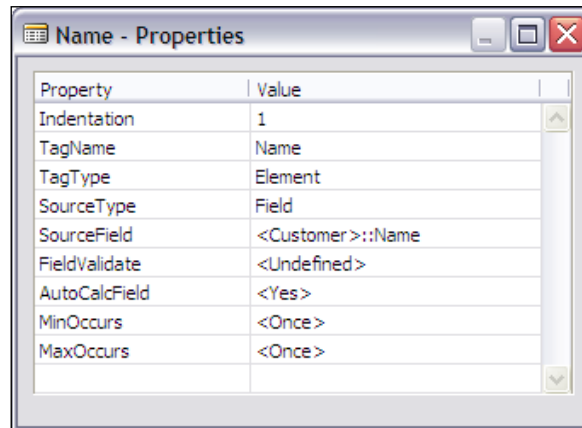 Name - Properties
Property Value
Indentation 1
TagName Name
TagType Element
SourceType Field
SourceField <Customer>::Name
FieldValidate <Undefined>
AutoCalcField <Yes>
MinOccurs <Once>
MaxOccurs <Once>